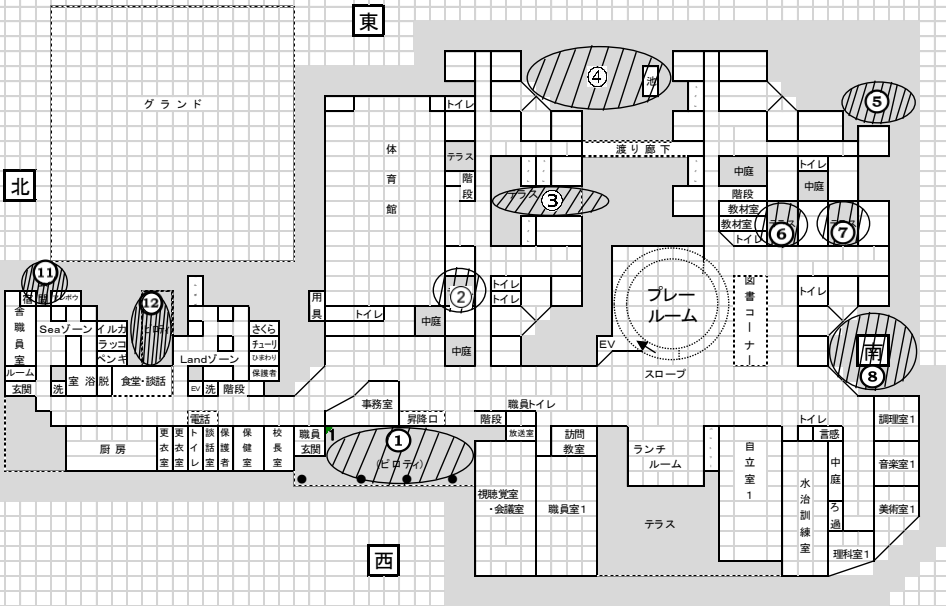 東
④
池
⑤
グランド
トイレ
体育館
テラス
渡り廊下
北
階段
中庭
トイレ
中庭
階段
テラス
③
教材室
教材室
トイレ
⑥
⑦
⑪
⑫
②
トイレ
トイレ
プレー
ルーム
図書コーナー
トイレ
用具
トイレ
中庭
中庭
EV
スロープ
南
⑧
舎職員室
Seaゾーン
イルカ
ラッコ
ペンギ
Landゾーン
さくら
チューリ
ひまわり
保護者
ルーム
玄関
洗
室
浴
脱
食堂・談話
EV
洗
階段
事務室
職員トイレ
電話
昇降口
階段
トイレ
調理室1
厨房
更衣室
更衣室
トイレ
談話室
保護者
保健室
校長室
職員
玄関
①
(ピロティ)
放送室
訪問
教室
ランチ
ルーム
自立室1
言感
中庭
水治訓練室
音楽室1
視聴覚室
・会議室
職員室1
テラス
ろ過
美術室1
理科室1
西